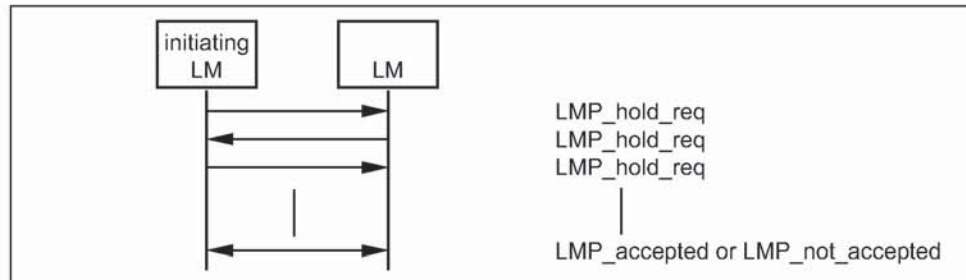 initiating
LM
LM
LMP_hold_req
LMP_hold_req
LMP_hold_req
LMP_accepted or LMP_not_accepted